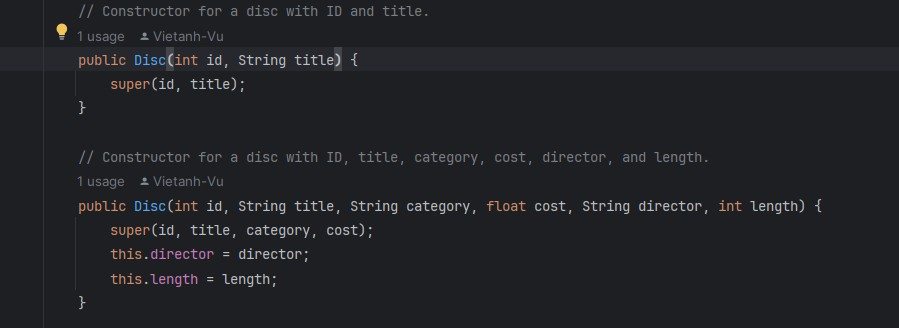 // Constructor for a disc with ID and title.
1 usage Vietanh-Vu
public Disc(int id, String title) {
super(id, title);
}
// Constructor for a disc with ID, title, category, cost, director, and length.
1 usage Vietanh-Vu
public Disc(int id, String title, String category, float cost, String director, int length) {
super(id, title, category, cost);
this.director = director;
this.length = length;
}